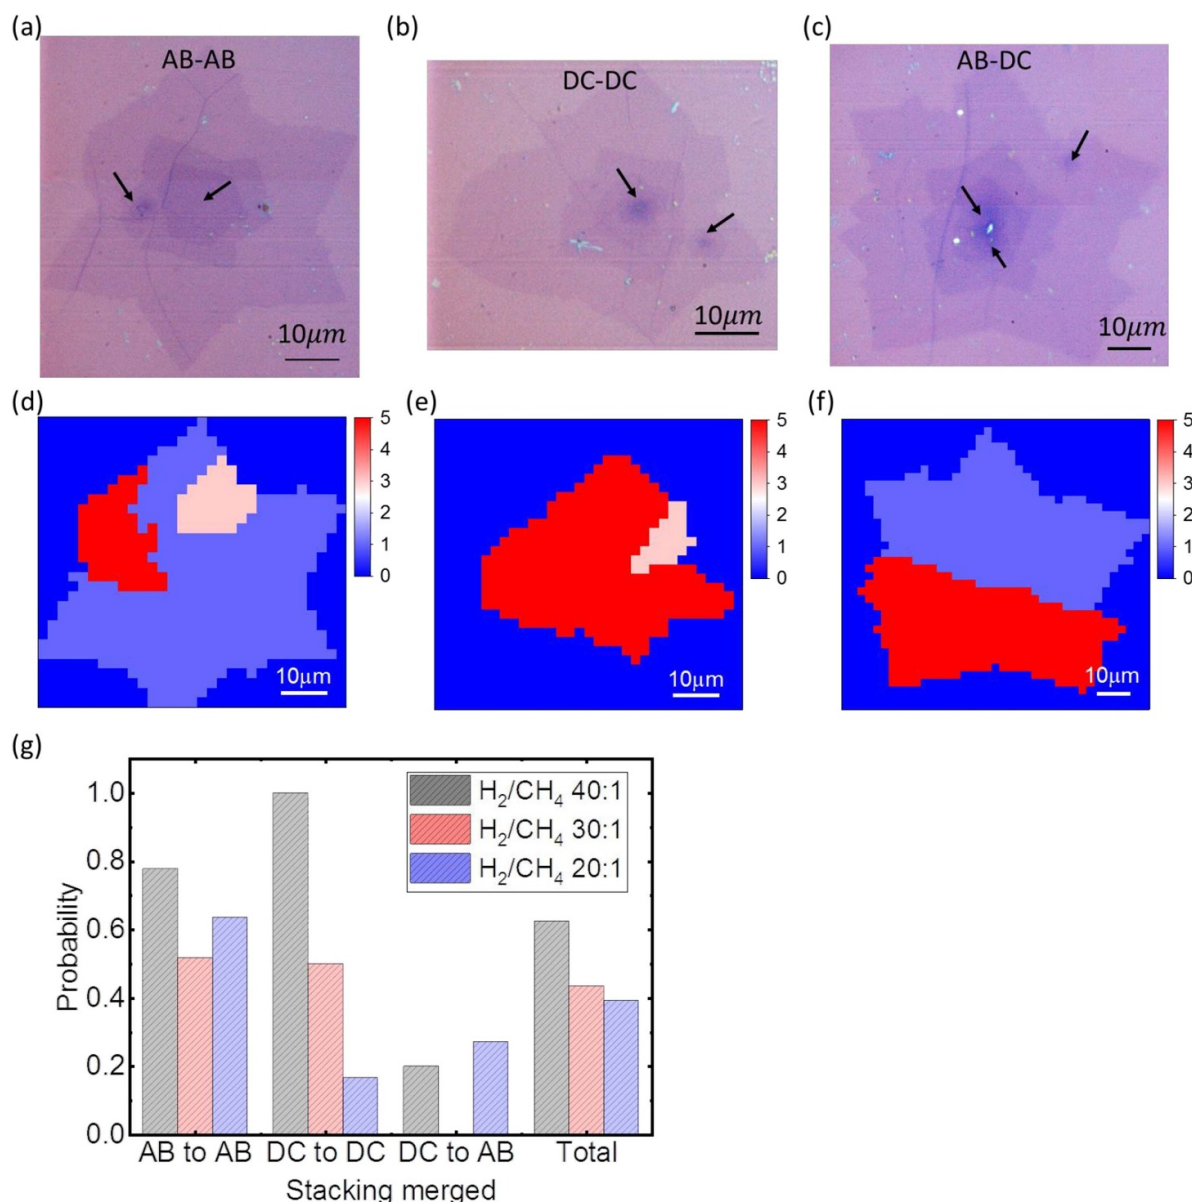 (a)
AB-AB
10μm
(b)
DC-DC
10μm
(c)
AB-DC
10μm
(d)
5
4
3
2
1
0
10μm
(e)
5
4
3
2
1
0
10μm
(f)
5
4
3
2
1
0
10μm
(g)
H₂/CH₄ 40:1
H₂/CH₄ 30:1
H₂/CH₄ 20:1
1.0
0.8
0.6
0.4
0.2
0.0
Probability
AB to AB DC to DC DC to AB Total
Stacking merged